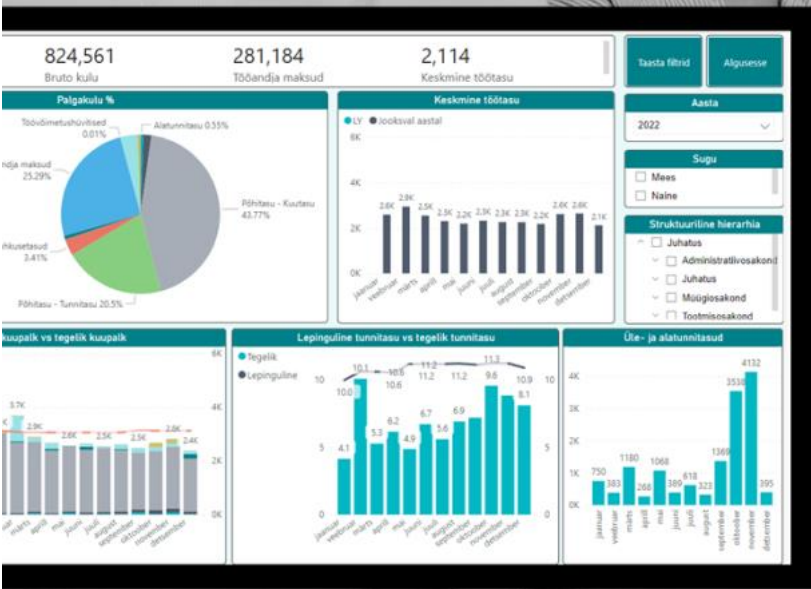 824,561
Bruto kulu
281,184
Tööandja maksud
2,114
Keskmine töötasu
Taasta filtrid
Algusesse
Palgakulu %
Töövõimetushüvitised
0.01%
Alatunnitasu 0.55%
ndja maksud
25.29%
Põhitasu - Kuutasu
43.77%
hkusetasud
3.41%
Põhitasu - Tunnitasu 20.5%
Keskmine töötasu
LY
Jooksval aastal
6K
4K
2K
0K
2.6K
2.9K
2.5K
2.3K
2.2K
2.3K
2.3K
2.3K
2.2K
2.6K
2.6K
2.1K
jaanuar
veebruar
märts
aprill
mai
juuni
juuli
august
september
oktoober
november
detsember
Aasta
2022
Sugu
Mees
Naine
Struktuuriline hierarhia
Juhatus
Administratiivosakond
Juhatus
Müügiosakond
Tootmisosakond
kuupalk vs tegelik kuupalk
6K
4K
2K
0K
3.7K
2.9K
2.6K
2.5K
2.5K
2.8K
2.4K
märts
aprill
mai
juuni
juuli
august
september
oktoober
november
detsember
Lepinguline tunnitasu vs tegelik tunnitasu
Tegelik
Lepinguline
10
5
0
10
5
0
10.0
10.1
10.6
10.6
11.2
11.2
11.2
11.3
10.9
4.1
5.3
6.2
4.9
6.7
5.6
6.9
9.6
8.1
jaanuar
veebruar
märts
aprill
mai
juuni
juuli
august
september
oktoober
november
detsember
Üle- ja alatunnitasud
4K
3K
2K
1K
0K
750
383
1180
268
1068
389
618
323
1369
3538
4132
395
jaanuar
veebruar
märts
aprill
mai
juuni
juuli
august
september
oktoober
november
detsember